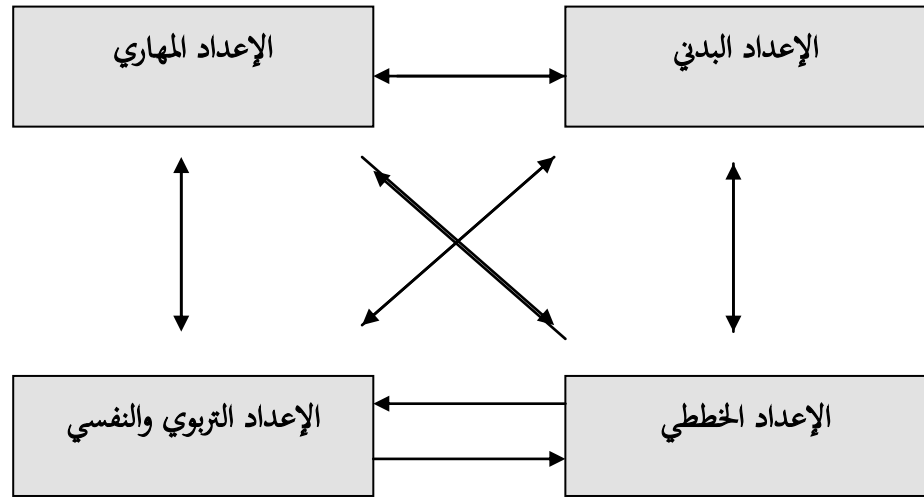 الإعداد البدني
الإعداد المهاري
الإعداد الخططي
الإعداد التربوي والنفسي